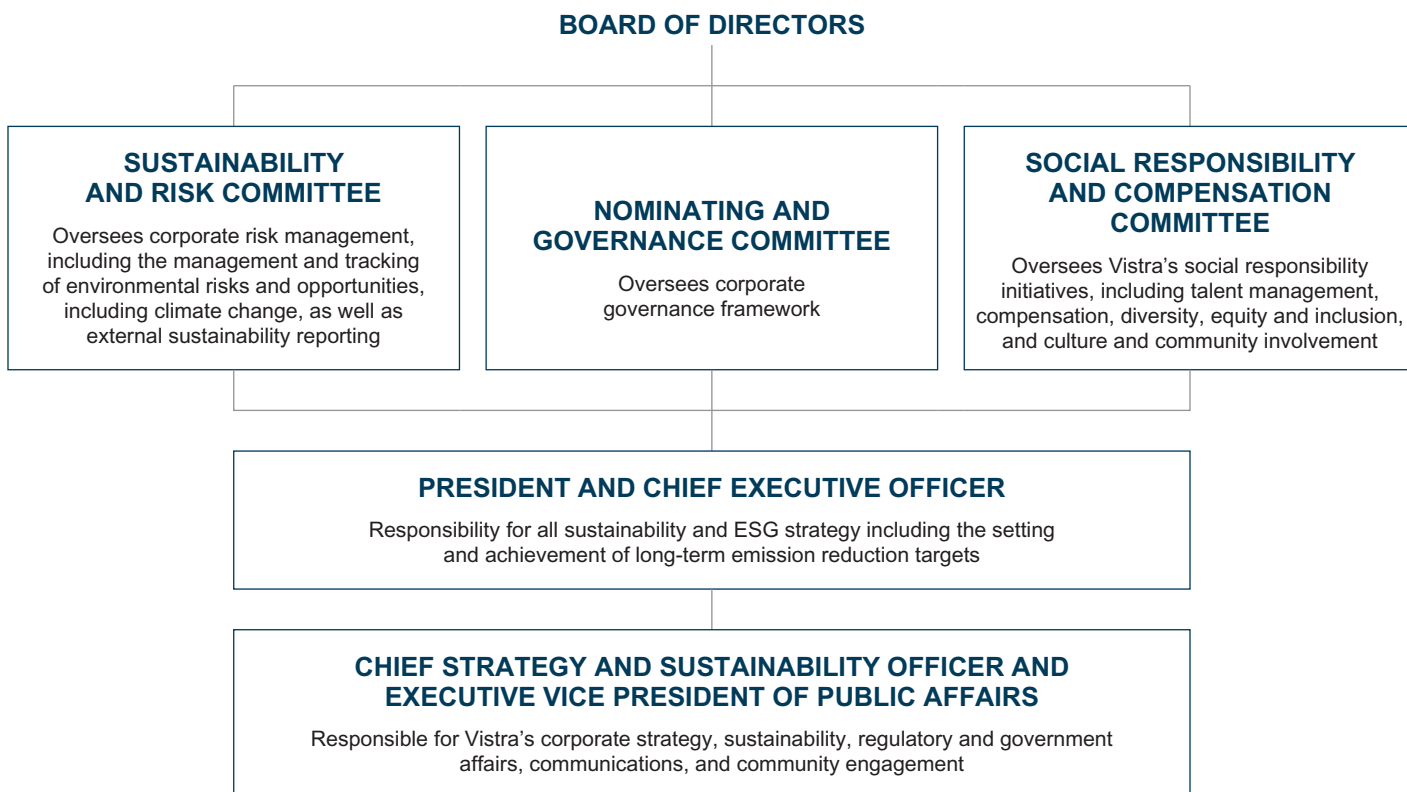 BOARD OF DIRECTORS
SUSTAINABILITY
AND RISK COMMITTEE
Oversees corporate risk management,
including the management and tracking
of environmental risks and opportunities,
including climate change, as well as
external sustainability reporting
NOMINATING AND
GOVERNANCE COMMITTEE
Oversees corporate
governance framework
SOCIAL RESPONSIBILITY
AND COMPENSATION
COMMITTEE
Oversees Vistra’s social responsibility
initiatives, including talent management,
compensation, diversity, equity and inclusion,
and culture and community involvement
PRESIDENT AND CHIEF EXECUTIVE OFFICER
Responsibility for all sustainability and ESG strategy including the setting
and achievement of long-term emission reduction targets
CHIEF STRATEGY AND SUSTAINABILITY OFFICER AND
EXECUTIVE VICE PRESIDENT OF PUBLIC AFFAIRS
Responsible for Vistra’s corporate strategy, sustainability, regulatory and government
affairs, communications, and community engagement